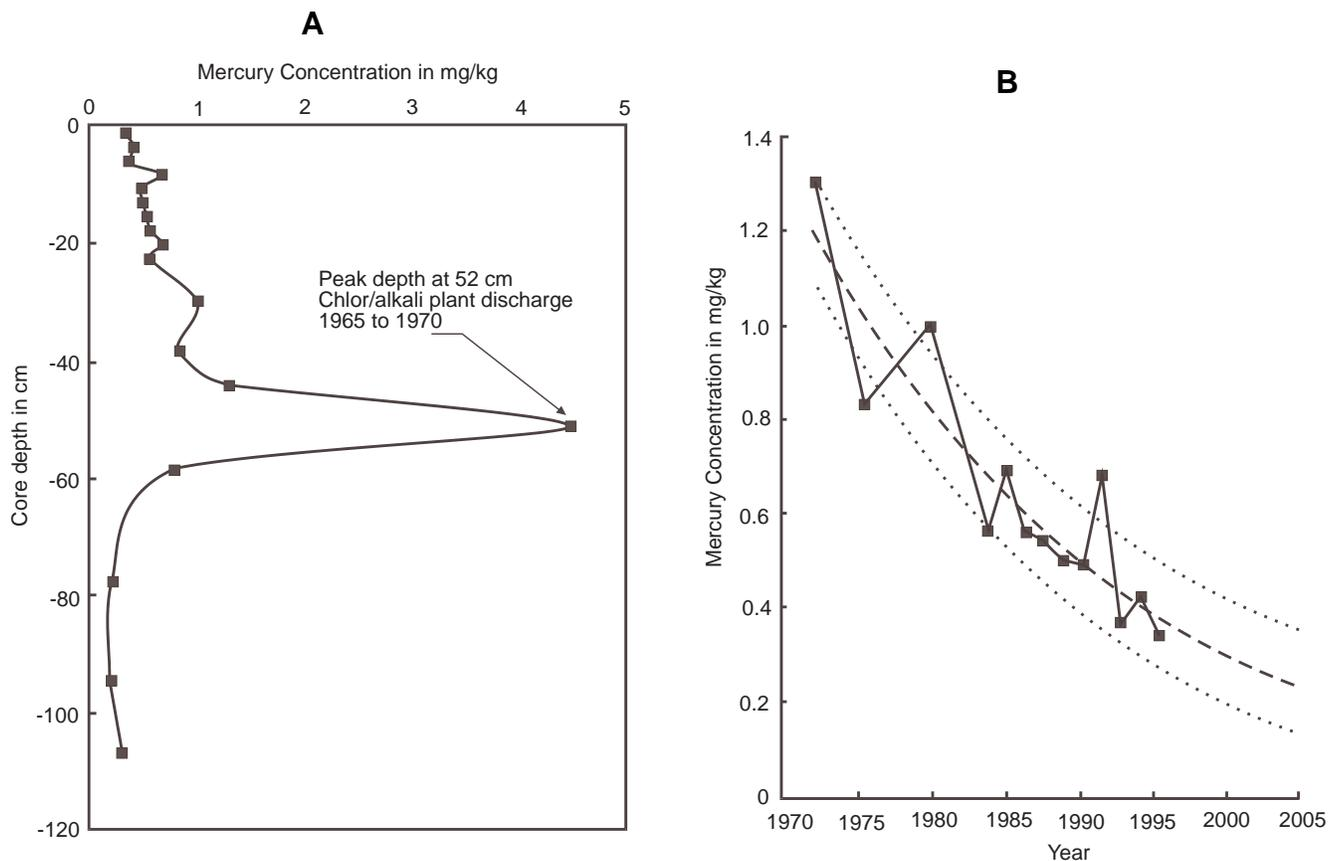 A
Mercury Concentration in mg/kg
0 1 2 3 4 5
0
-20
-40
-60
-80
-100
-120
Core depth in cm
Peak depth at 52 cm
Chlor/alkali plant discharge
1965 to 1970
B
1.4
1.2
1.0
0.8
0.6
0.4
0.2
0
Mercury Concentration in mg/kg
1970 1975 1980 1985 1990 1995 2000 2005
Year